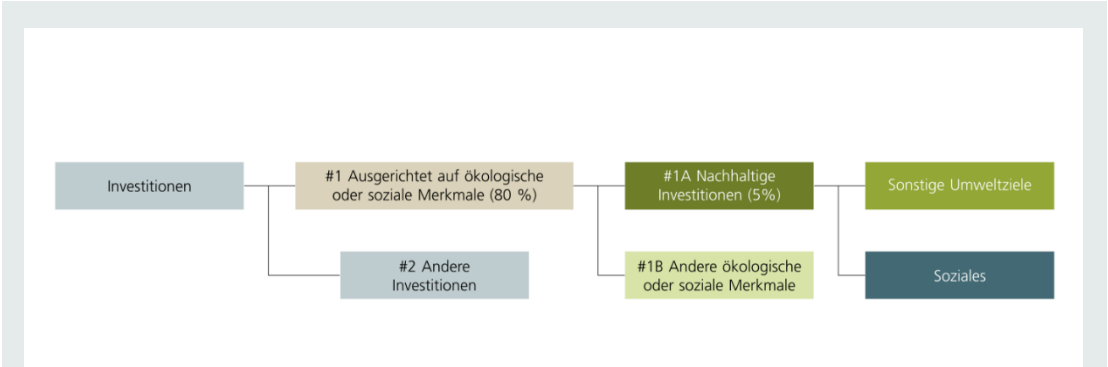 Investitionen
#1 Ausgerichtet auf ökologische
oder soziale Merkmale (80 %)
#1A Nachhaltige
Investitionen (5%)
Sonstige Umweltziele
#2 Andere
Investitionen
#1B Andere ökologische
oder soziale Merkmale
Soziales